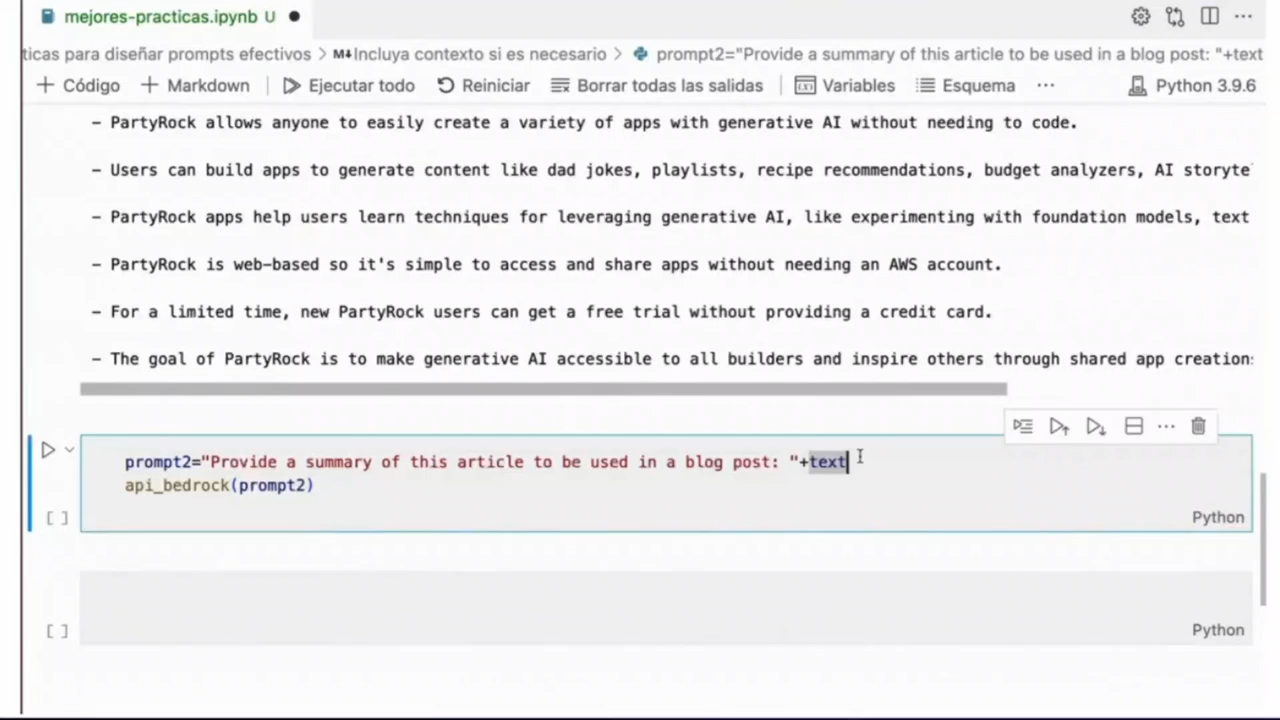 mejores-practicas.ipynb U
ticas para diseñar prompts efectivos > M↓Incluya contexto si es necesario > prompt2="Provide a summary of this article to be used in a blog post: "+text
+ Código + Markdown | Ejecutar todo Reiniciar Borrar todas las salidas | Variables Esquema ... Python 3.9.6
- PartyRock allows anyone to easily create a variety of apps with generative AI without needing to code.
- Users can build apps to generate content like dad jokes, playlists, recipe recommendations, budget analyzers, AI storyte
- PartyRock apps help users learn techniques for leveraging generative AI, like experimenting with foundation models, text
- PartyRock is web-based so it's simple to access and share apps without needing an AWS account.
- For a limited time, new PartyRock users can get a free trial without providing a credit card.
- The goal of PartyRock is to make generative AI accessible to all builders and inspire others through shared app creation
prompt2="Provide a summary of this article to be used in a blog post: "+text
api_bedrock(prompt2)
[ ] Python
[ ] Python